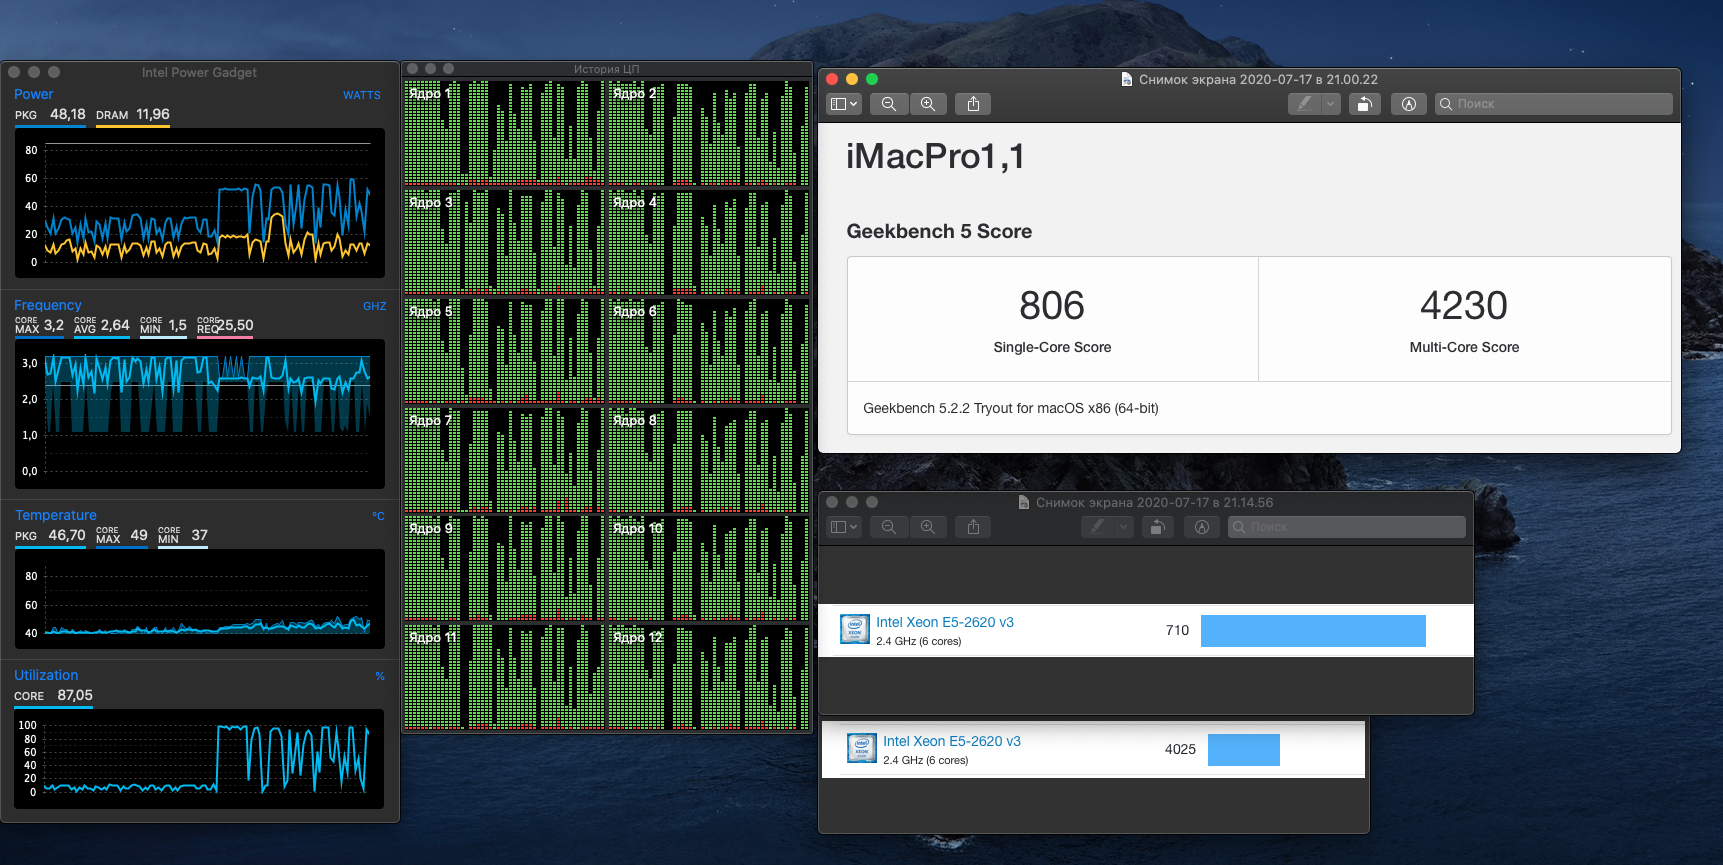 Intel Power Gadget
Power WATTS
PKG 48,18 DRAM 11,96
80
60
40
20
0
Frequency GHZ
CORE MAX 3,2 CORE AVG 2,64 CORE MIN 1,5 CORE REQ 25,50
3,0
2,0
1,0
0,0
Temperature °C
PKG 46,70 CORE MAX 49 CORE MIN 37
80
60
40
Utilization %
CORE 87,05
100
80
60
40
20
0
История ЦП
Ядро 1 Ядро 2
Ядро 3 Ядро 4
Ядро 5 Ядро 6
Ядро 7 Ядро 8
Ядро 9 Ядро 10
Ядро 11 Ядро 12
Снимок экрана 2020-07-17 в 21.00.22
Поиск
iMacPro1,1
Geekbench 5 Score
806 4230
Single-Core Score Multi-Core Score
Geekbench 5.2.2 Tryout for macOS x86 (64-bit)
Снимок экрана 2020-07-17 в 21.14.56
Поиск
intel XEON
Intel Xeon E5-2620 v3
710
2.4 GHz (6 cores)
intel XEON
Intel Xeon E5-2620 v3
4025
2.4 GHz (6 cores)